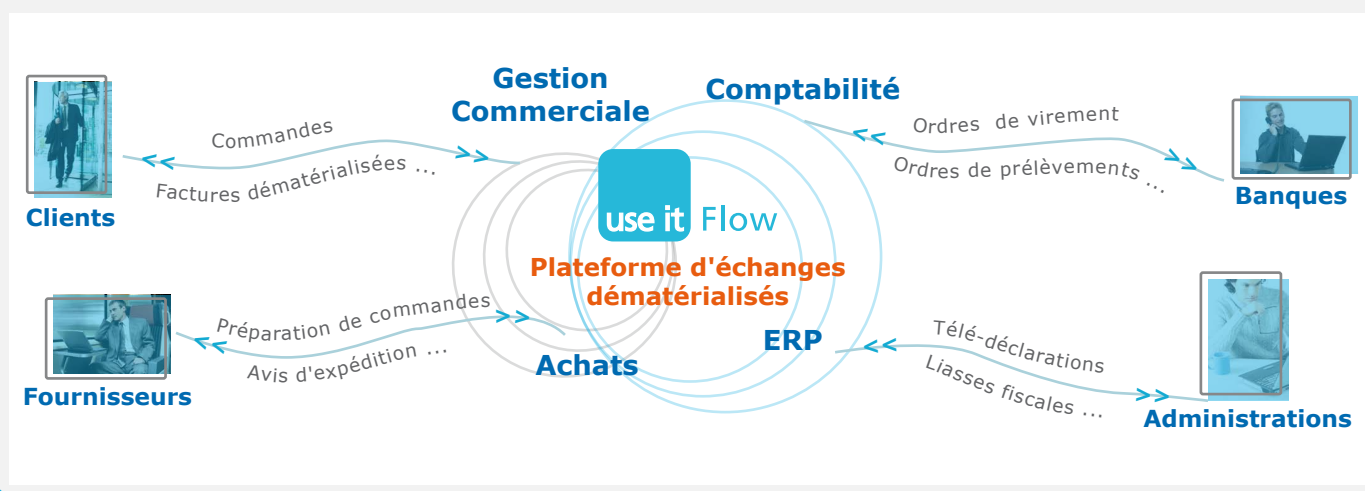 Gestion
Commerciale
Comptabilité
Commandes
Factures dématérialisées ...
Clients
Ordres de virement
Ordres de prélèvements ...
Banques
use it Flow
Plateforme d'échanges
dématérialisés
Préparation de commandes
Avis d'expédition ...
Fournisseurs
Achats
ERP
Télé-déclarations
Liasses fiscales ...
Administrations